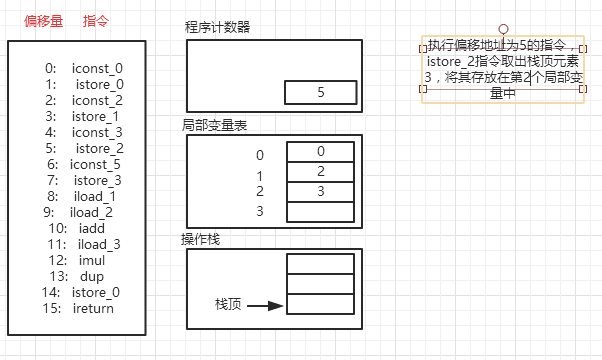 偏移量 指令
0: iconst_0
1: istore_0
2: iconst_2
3: istore_1
4: iconst_3
5: istore_2
6: iconst_5
7: istore_3
8: iload_1
9: iload_2
10: iadd
11: iload_3
12: imul
13: dup
14: istore_0
15: ireturn
程序计数器
5
局部变量表
0 0
1 2
2 3
3
操作栈
栈顶
执行偏移地址为5的指令，
istore_2指令取出栈顶元素
3，将其存放在第2个局部变
量中